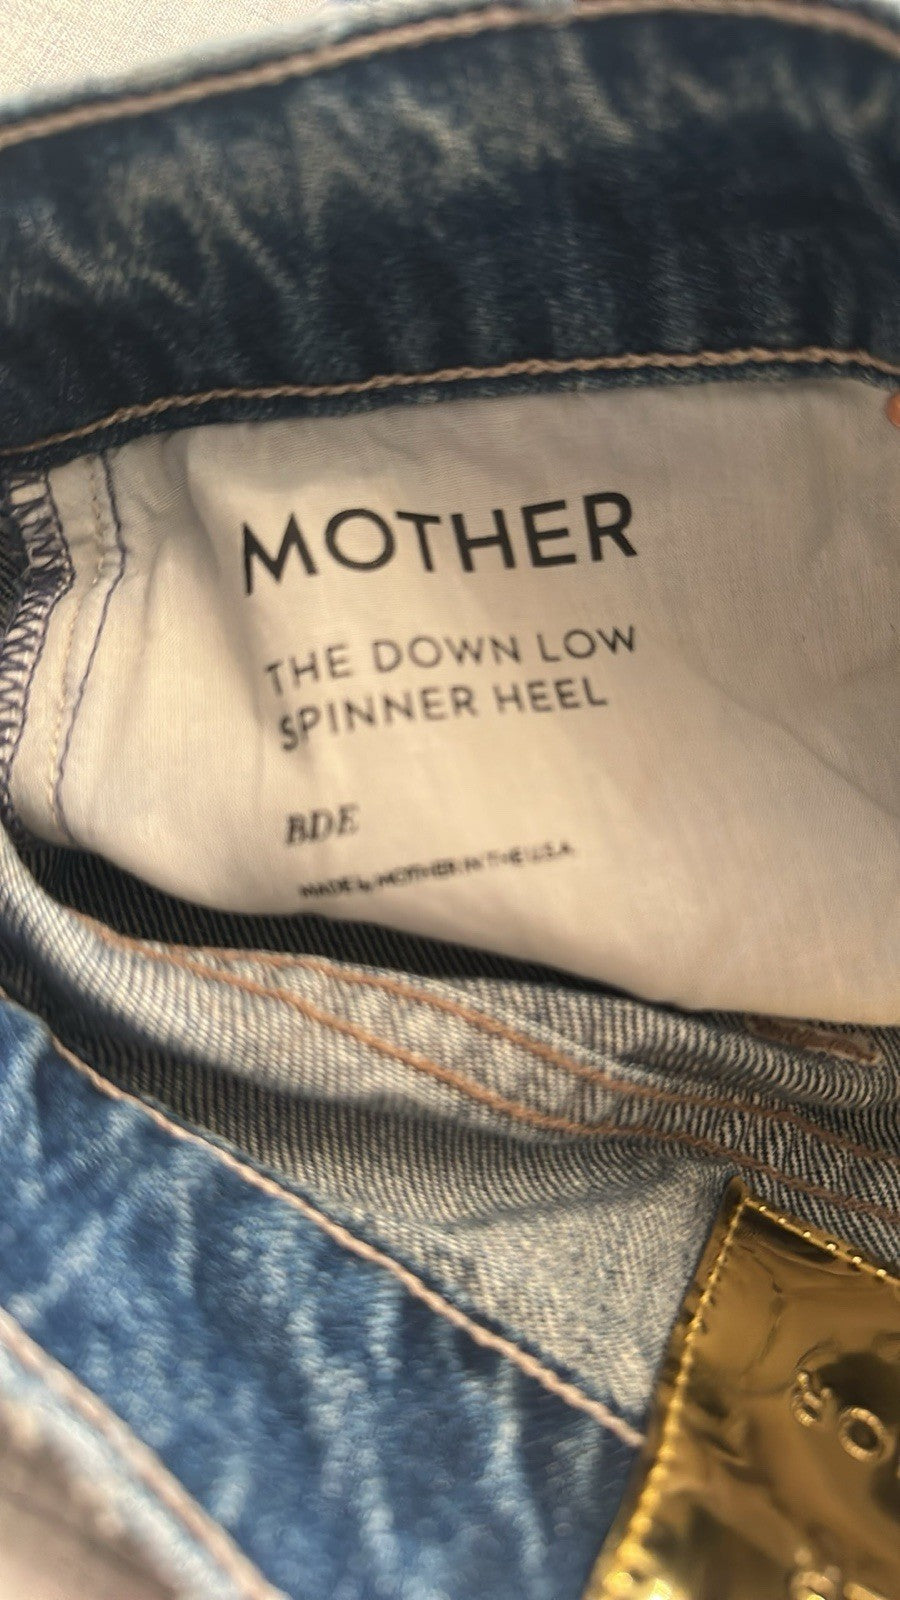 MOTHER
THE DOWN LOW
SPINNER HEEL
BDE
MADE by MOTHER IN THE U.S.A.